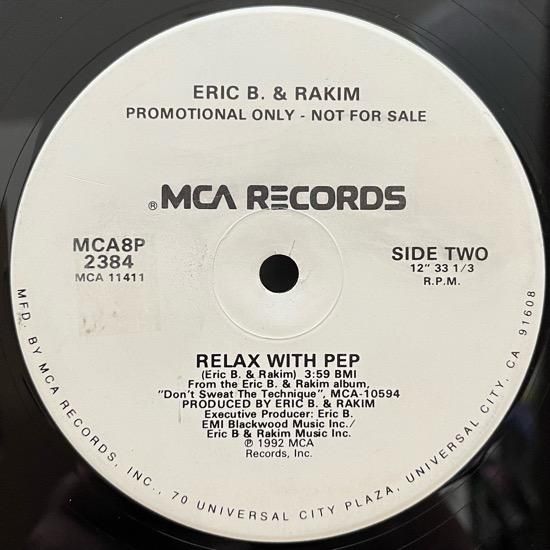 ERIC B. & RAKIM
PROMOTIONAL ONLY - NOT FOR SALE
® MCA RECORDS
MCA8P
2384
MCA 11411
SIDE TWO
12" 33 1/3
R.P.M.
RELAX WITH PEP
(Eric B. & Rakim) 3:59 BMI
From the Eric B. & Rakim album,
"Don't Sweat The Technique", MCA-10594
PRODUCED BY ERIC B. & RAKIM
Executive Producer: Eric B.
EMI Blackwood Music Inc./
Eric B & Rakim Music Inc.
℗ 1992 MCA
Records, Inc.
MFD. BY MCA RECORDS, INC., 70 UNIVERSAL CITY PLAZA, UNIVERSAL CITY, CA 91608